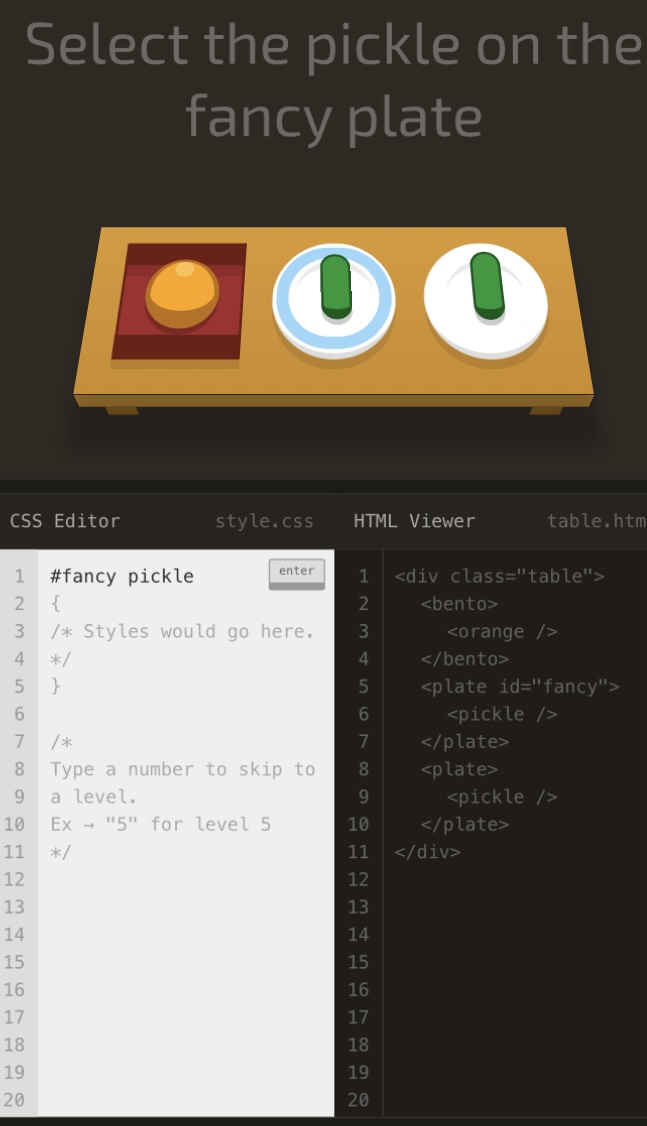 Select the pickle on the
fancy plate
CSS Editor style.css HTML Viewer table.htm
1 #fancy pickle enter
2 {
3 /* Styles would go here.
4 */
5 }
6
7 /*
8 Type a number to skip to
9 a level.
10 Ex → "5" for level 5
11 */
12
13
14
15
16
17
18
19
20
1 <div class="table">
2 <bento>
3 <orange />
4 </bento>
5 <plate id="fancy">
6 <pickle />
7 </plate>
8 <plate>
9 <pickle />
10 </plate>
11 </div>
12
13
14
15
16
17
18
19
20